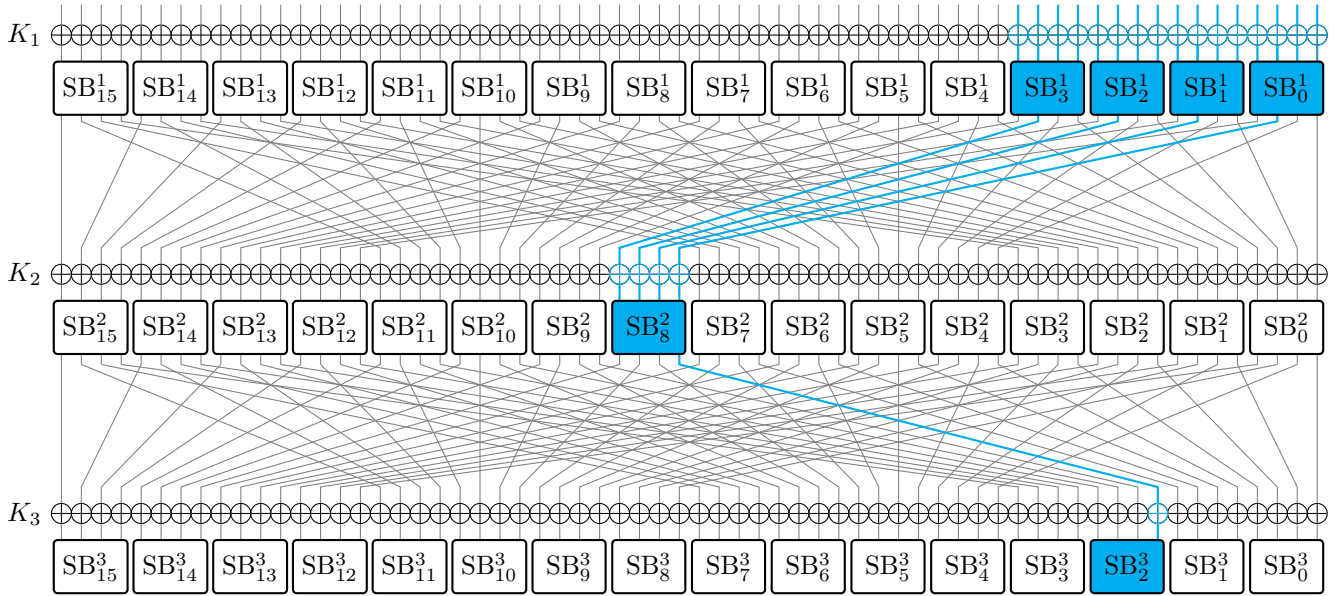 K₁
SB¹₁₅ SB¹₁₄ SB¹₁₃ SB¹₁₂ SB¹₁₁ SB¹₁₀ SB¹₉ SB¹₈ SB¹₇ SB¹₆ SB¹₅ SB¹₄ SB¹₃ SB¹₂ SB¹₁ SB¹₀
K₂
SB²₁₅ SB²₁₄ SB²₁₃ SB²₁₂ SB²₁₁ SB²₁₀ SB²₉ SB²₈ SB²₇ SB²₆ SB²₅ SB²₄ SB²₃ SB²₂ SB²₁ SB²₀
K₃
SB³₁₅ SB³₁₄ SB³₁₃ SB³₁₂ SB³₁₁ SB³₁₀ SB³₉ SB³₈ SB³₇ SB³₆ SB³₅ SB³₄ SB³₃ SB³₂ SB³₁ SB³₀